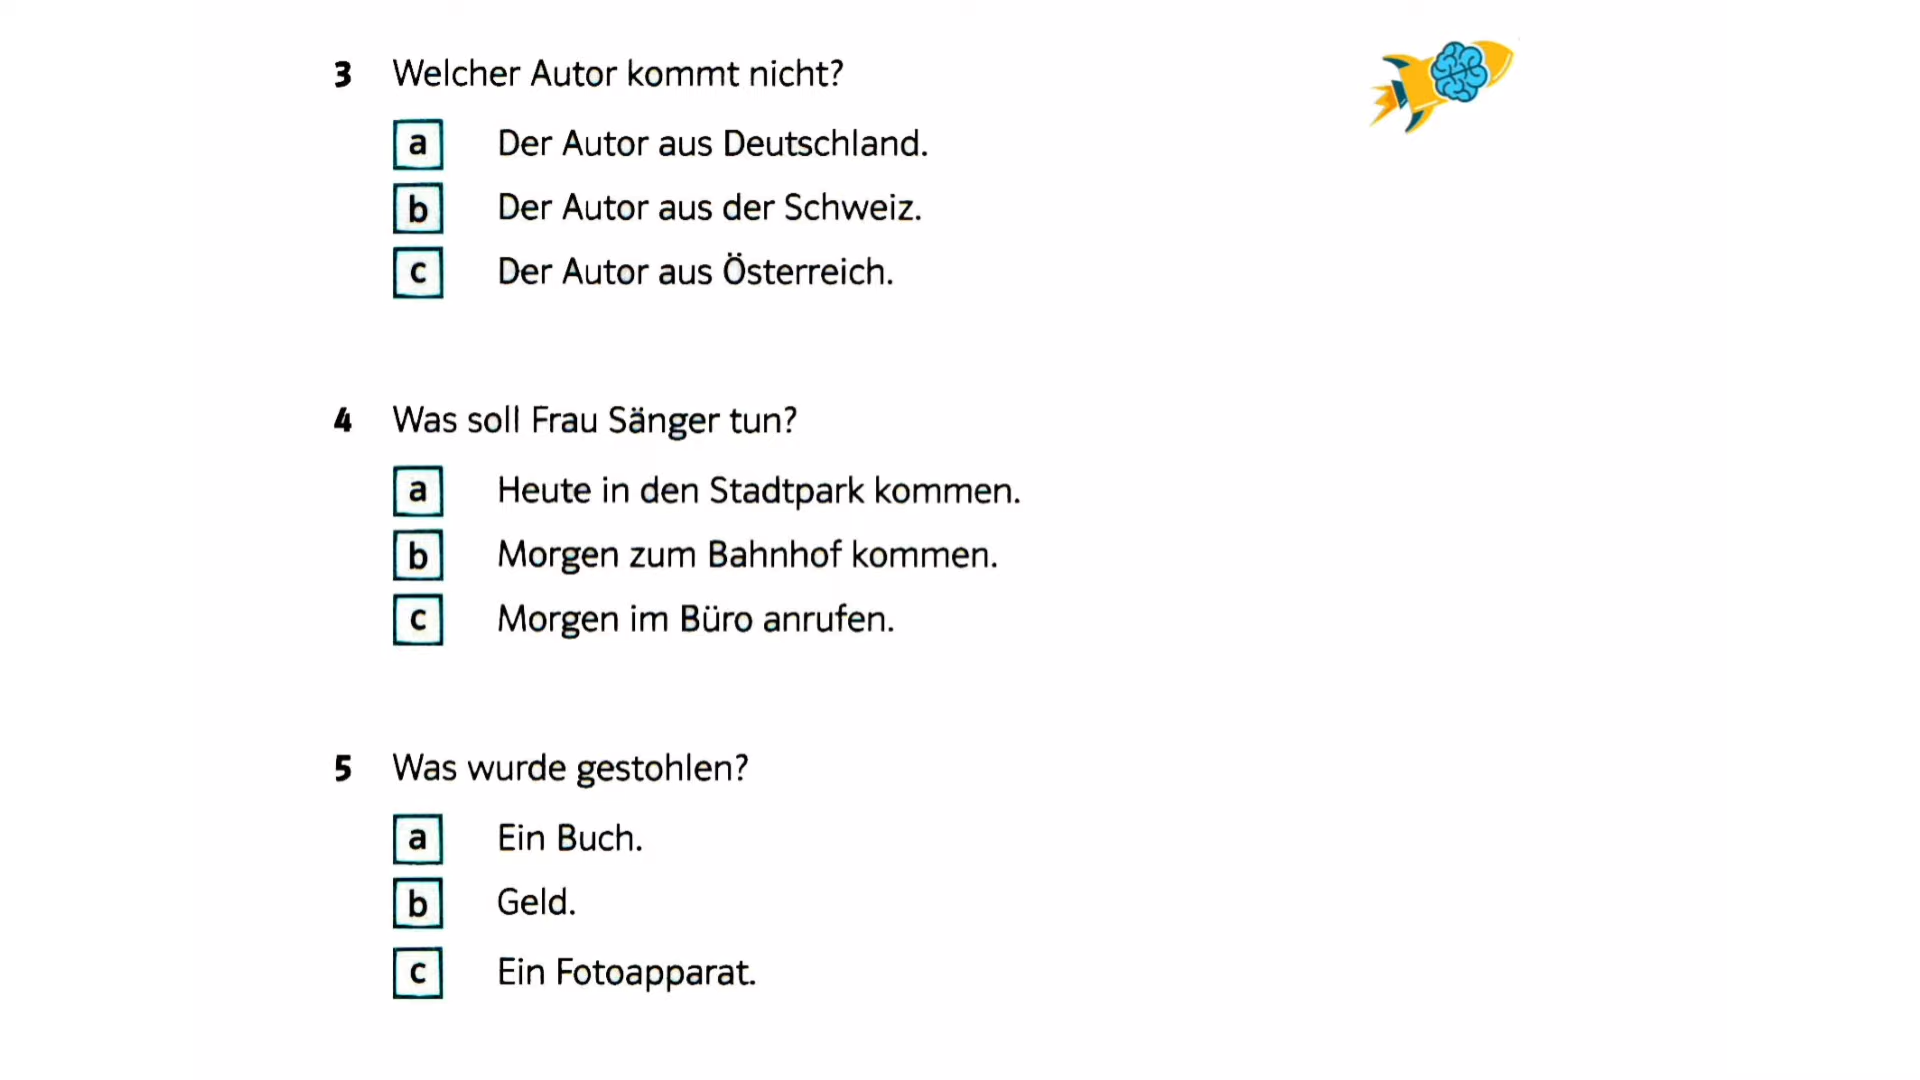 3 Welcher Autor kommt nicht?
a Der Autor aus Deutschland.
b Der Autor aus der Schweiz.
c Der Autor aus Österreich.
4 Was soll Frau Sänger tun?
a Heute in den Stadtpark kommen.
b Morgen zum Bahnhof kommen.
c Morgen im Büro anrufen.
5 Was wurde gestohlen?
a Ein Buch.
b Geld.
c Ein Fotoapparat.